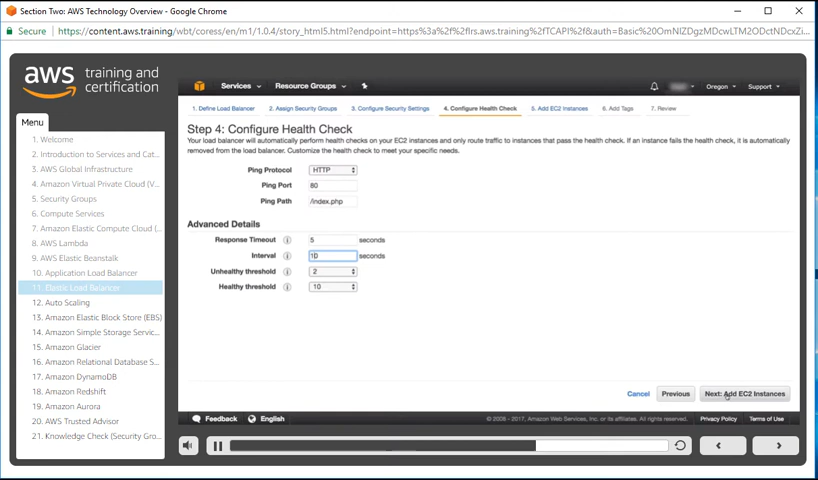 Section Two: AWS Technology Overview - Google Chrome
Secure https://content.aws.training/wbt/coress/en/m1/1.0.4/story_html5.html?endpoint=https%3a%2f%2flrs.aws.training%2fTCAPI%2f&auth=Basic%20OmNlZDgzMDcwLTM2ODctNDcxZi...
aws training and certification
Menu
1. Welcome
2. Introduction to Services and Cat...
3. AWS Global Infrastructure
4. Amazon Virtual Private Cloud (V...
5. Security Groups
6. Compute Services
7. Amazon Elastic Compute Cloud (...
8. AWS Lambda
9. AWS Elastic Beanstalk
10. Application Load Balancer
11. Elastic Load Balancer
12. Auto Scaling
13. Amazon Elastic Block Store (EBS)
14. Amazon Simple Storage Servic...
15. Amazon Glacier
16. Amazon Relational Database S...
17. Amazon DynamoDB
18. Amazon Redshift
19. Amazon Aurora
20. AWS Trusted Advisor
21. Knowledge Check (Security Gro...
Services Resource Groups Oregon Support
1. Define Load Balancer 2. Assign Security Groups 3. Configure Security Settings 4. Configure Health Check 5. Add EC2 Instances 6. Add Tags 7. Review
Step 4: Configure Health Check
Your load balancer will automatically perform health checks on your EC2 instances and only route traffic to instances that pass the health check. If an instance fails the health check, it is automatically
removed from the load balancer. Customize the health check to meet your specific needs.
Ping Protocol HTTP
Ping Port 80
Ping Path /index.php
Advanced Details
Response Timeout 5 seconds
Interval 10 seconds
Unhealthy threshold 2
Healthy threshold 10
Cancel Previous Next: Add EC2 Instances
Feedback English © 2008 - 2017, Amazon Web Services, Inc. or its affiliates. All rights reserved. Privacy Policy Terms of Use